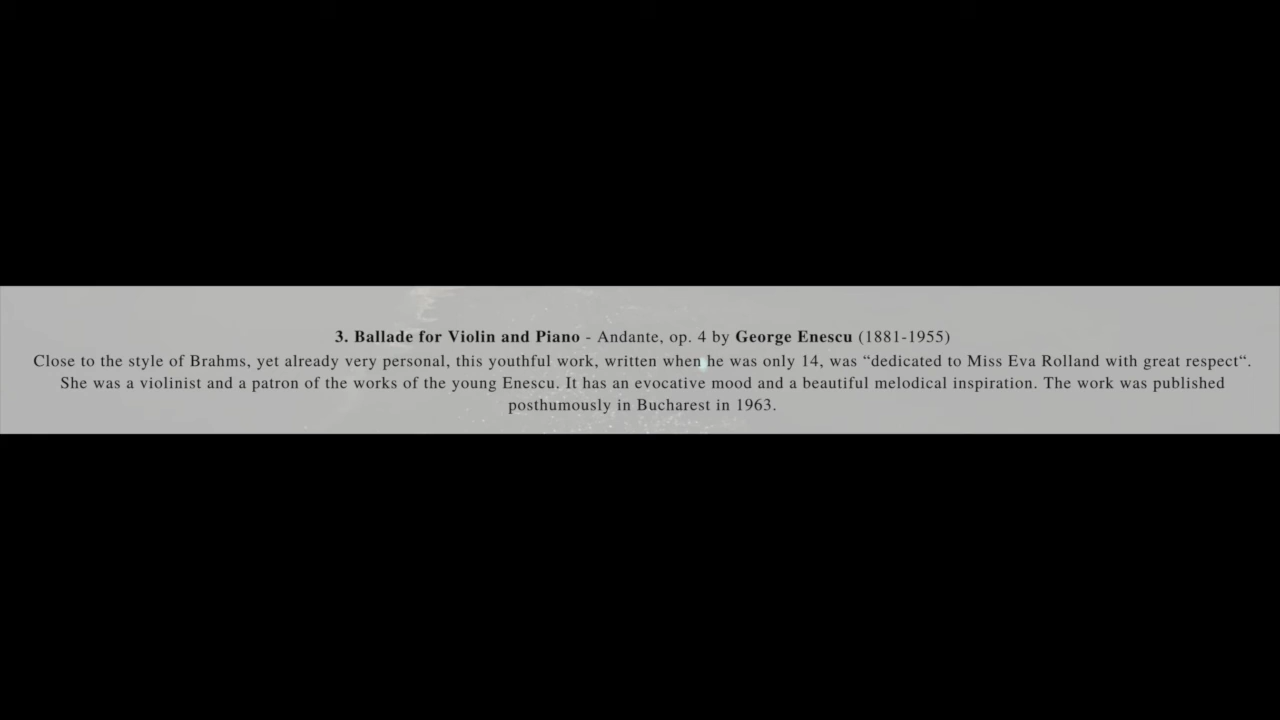 3. Ballade for Violin and Piano - Andante, op. 4 by George Enescu (1881-1955)
Close to the style of Brahms, yet already very personal, this youthful work, written when he was only 14, was “dedicated to Miss Eva Rolland with great respect“.
She was a violinist and a patron of the works of the young Enescu. It has an evocative mood and a beautiful melodical inspiration. The work was published
posthumously in Bucharest in 1963.